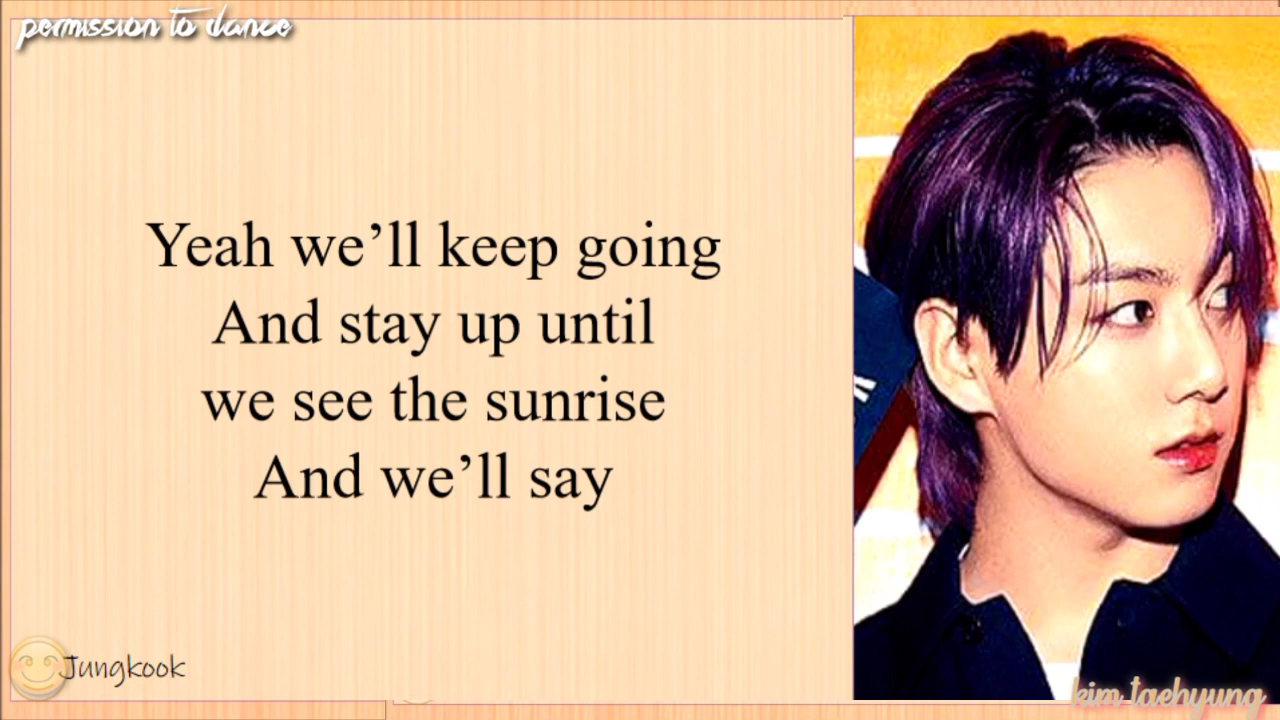 permission to dance
Yeah we’ll keep going
And stay up until
we see the sunrise
And we’ll say
Jungkook
kim taehyung